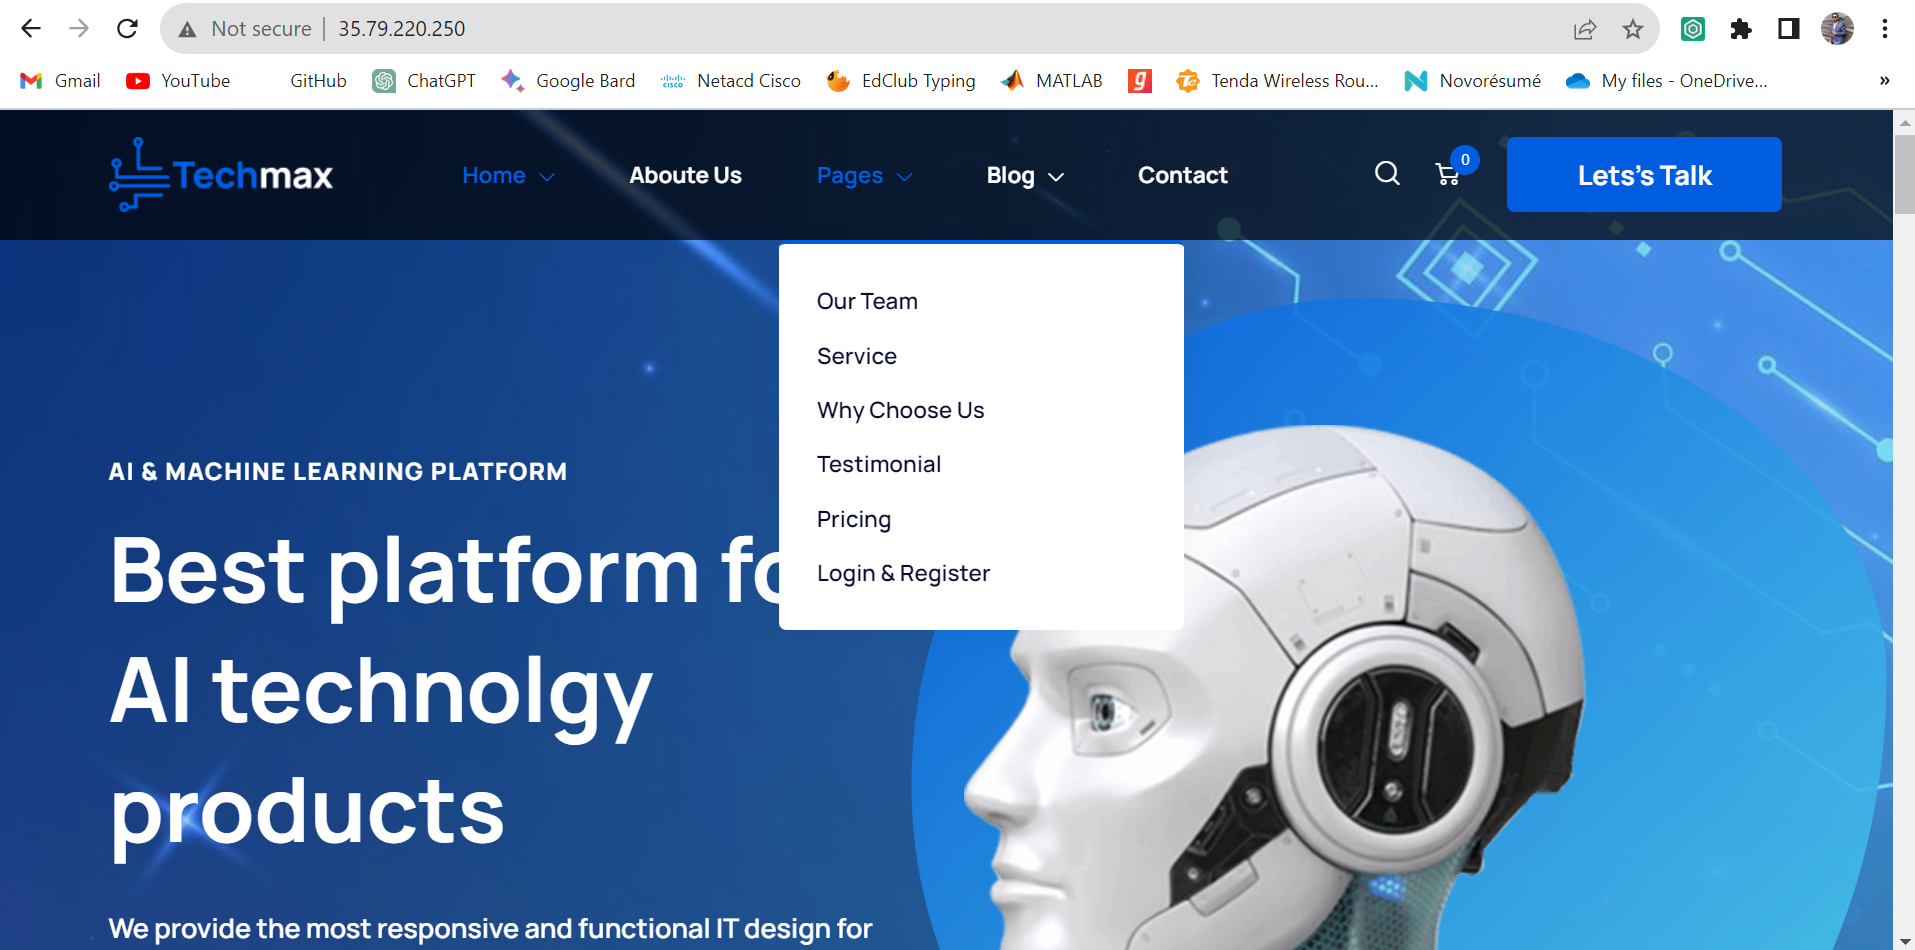 Not secure | 35.79.220.250
Gmail YouTube GitHub ChatGPT Google Bard Netacd Cisco EdClub Typing MATLAB g Tenda Wireless Rou... Novorésumé My files - OneDrive... »
Techmax Home Aboute Us Pages Blog Contact 0 Lets's Talk
Our Team
Service
Why Choose Us
Testimonial
Pricing
Login & Register
AI & MACHINE LEARNING PLATFORM
Best platform fo
AI technolgy
products
We provide the most responsive and functional IT design for